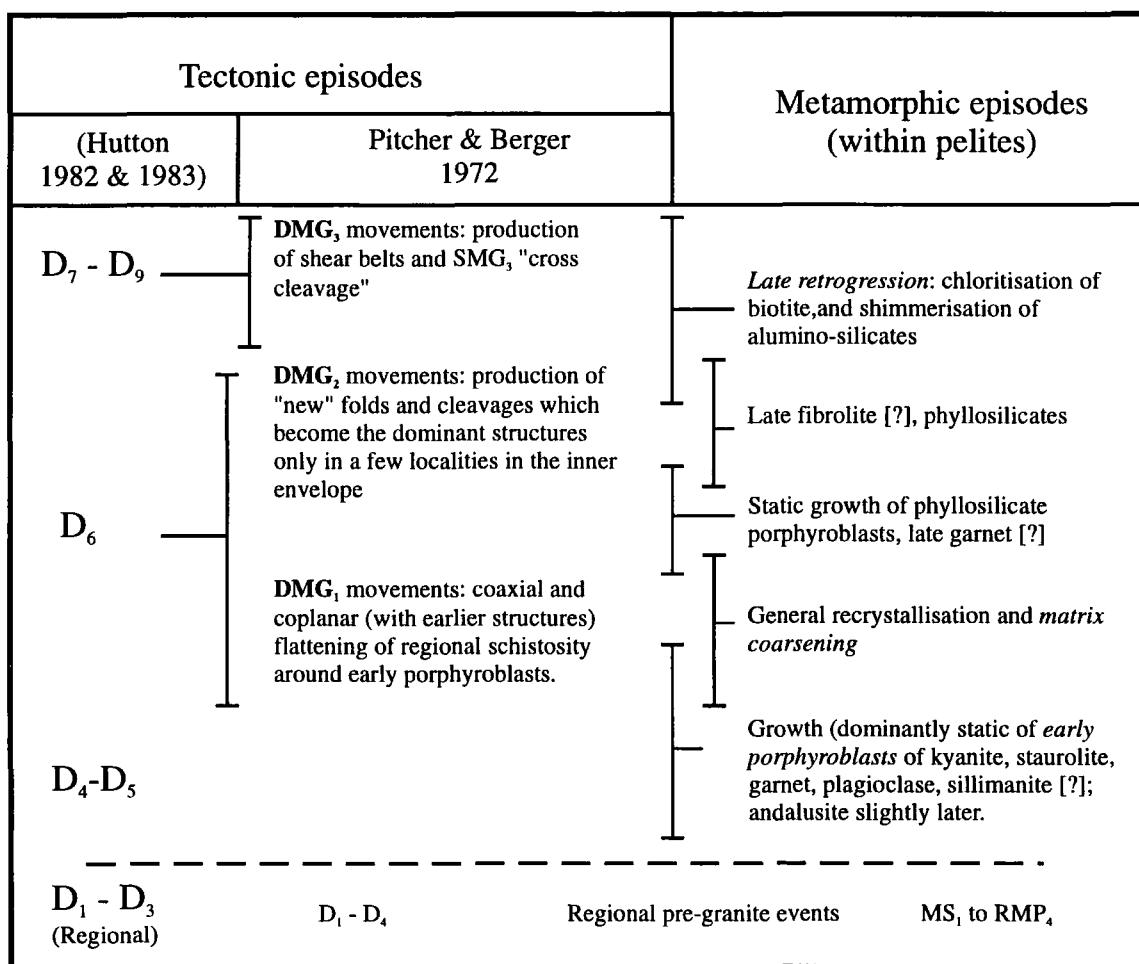 Tectonic episodes
Metamorphic episodes
(within pelites)
(Hutton
1982 & 1983)
Pitcher & Berger
1972
D₇ - D₉
DMG₃ movements: production
of shear belts and SMG₃ "cross
cleavage"
DMG₂ movements: production of
"new" folds and cleavages which
become the dominant structures
only in a few localities in the inner
envelope
D₆
DMG₁ movements: coaxial and
coplanar (with earlier structures)
flattening of regional schistosity
around early porphyroblasts.
D₄-D₅
Late retrogression: chloritisation of
biotite,and shimmerisation of
alumino-silicates
Late fibrolite [?], phyllosilicates
Static growth of phyllosilicate
porphyroblasts, late garnet [?]
General recrystallisation and matrix
coarsening
Growth (dominantly static of early
porphyroblasts of kyanite, staurolite,
garnet, plagioclase, sillimanite [?];
andalusite slightly later.
D₁ - D₃
(Regional)
D₁ - D₄
Regional pre-granite events
MS₁ to RMP₄